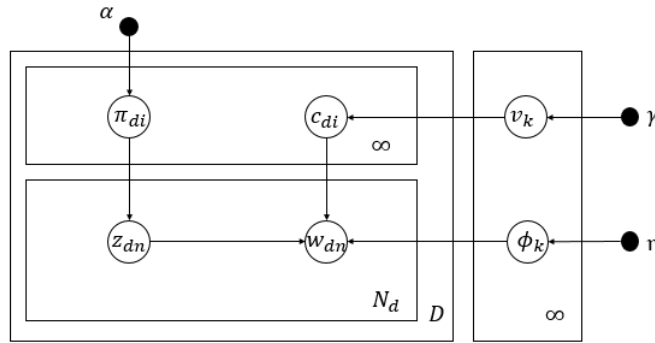 α
π_di c_di v_k γ
∞
z_dn w_dn ϕ_k
N_d D ∞